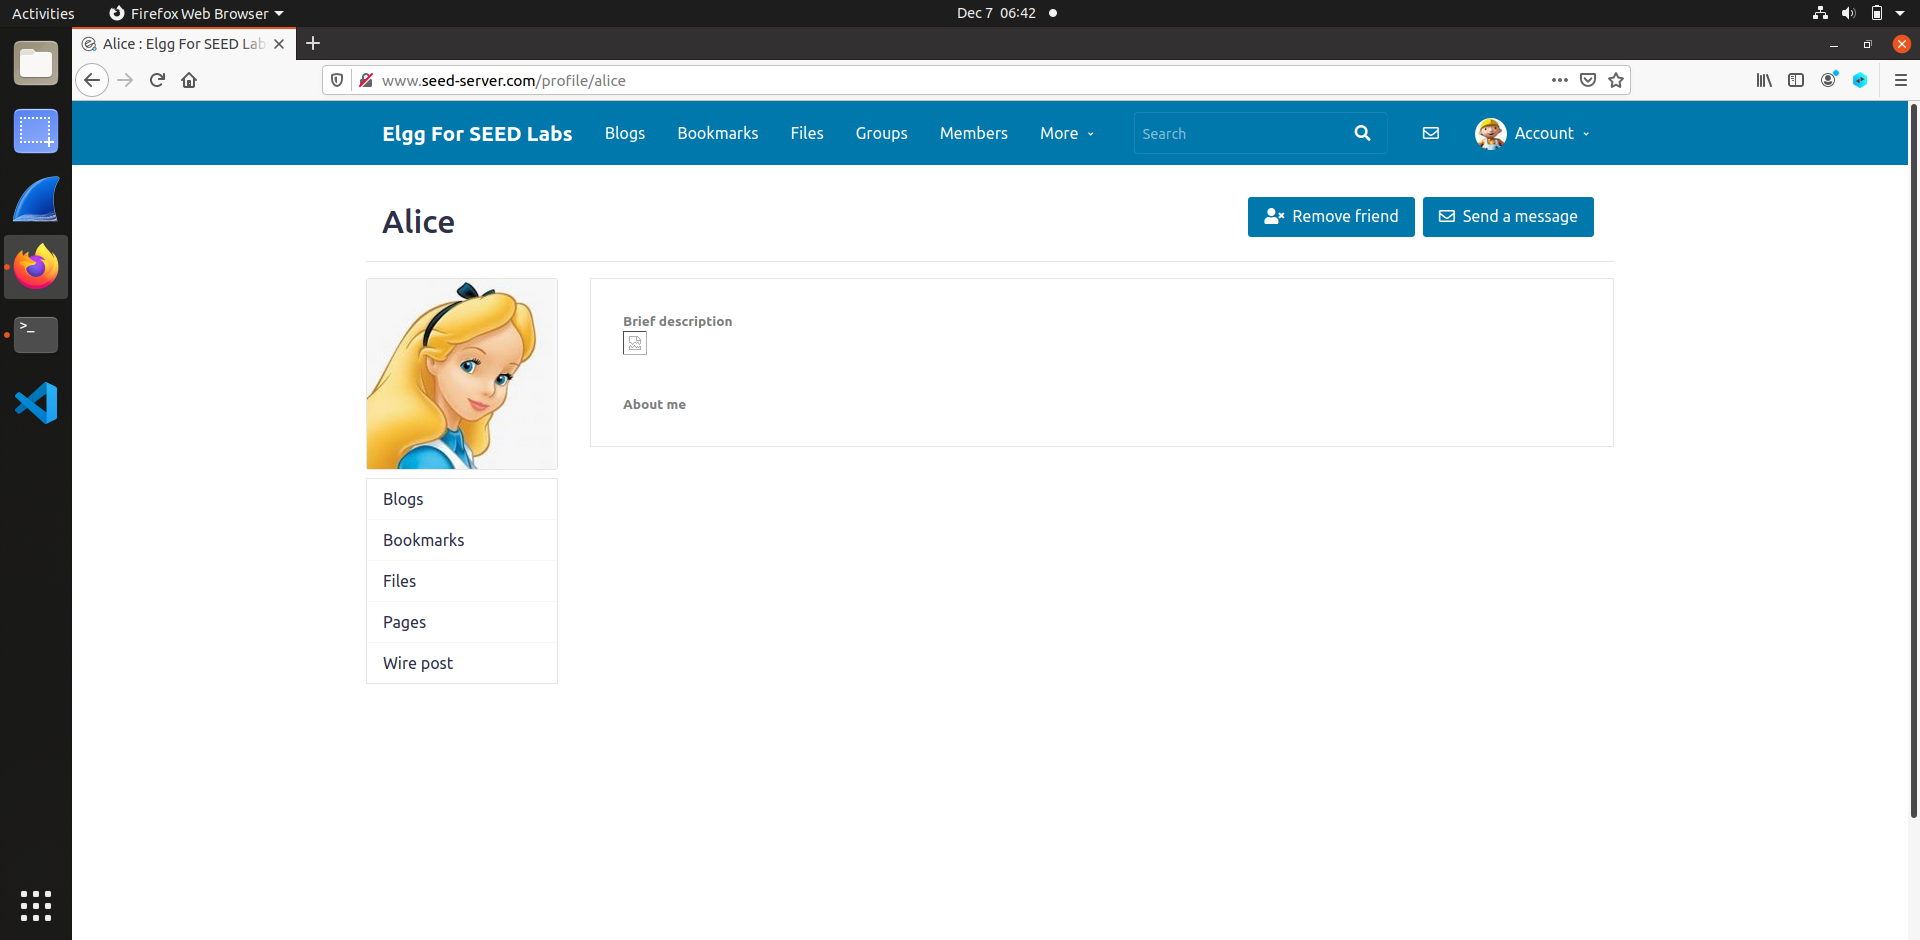 Activities
Firefox Web Browser
Dec 7 06:42
Alice : Elgg For SEED Lab
www.seed-server.com/profile/alice
Elgg For SEED Labs
Blogs
Bookmarks
Files
Groups
Members
More
Search
Account
Alice
Remove friend
Send a message
Brief description
About me
Blogs
Bookmarks
Files
Pages
Wire post